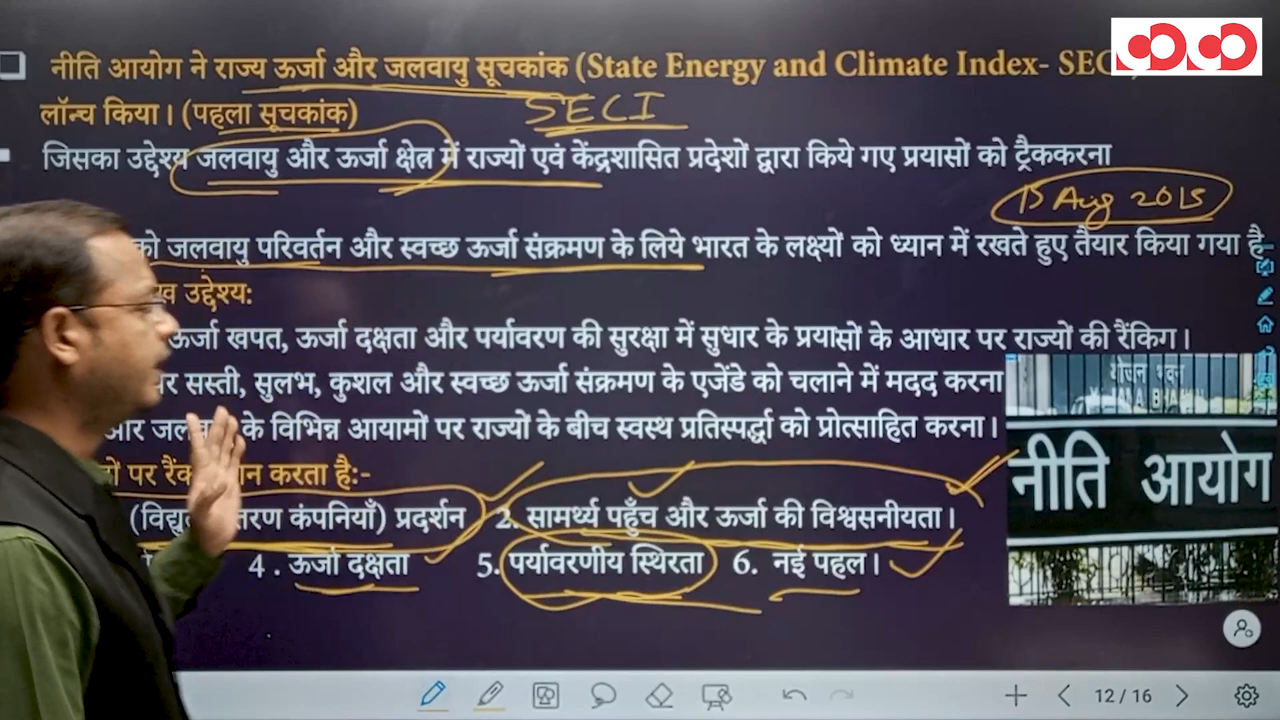 नीति आयोग ने राज्य ऊर्जा और जलवायु सूचकांक (State Energy and Climate Index- SEC
लॉन्च किया। (पहला सूचकांक)
SECI
जिसका उद्देश्य जलवायु और ऊर्जा क्षेत्र में राज्यों एवं केंद्रशासित प्रदेशों द्वारा किये गए प्रयासों को ट्रैककरना
15 Aug 2015
को जलवायु परिवर्तन और स्वच्छ ऊर्जा संक्रमण के लिये भारत के लक्ष्यों को ध्यान में रखते हुए तैयार किया गया है
उद्देश्य:
ऊर्जा खपत, ऊर्जा दक्षता और पर्यावरण की सुरक्षा में सुधार के प्रयासों के आधार पर राज्यों की रैंकिंग।
पर सस्ती, सुलभ, कुशल और स्वच्छ ऊर्जा संक्रमण के एजेंडे को चलाने में मदद करना
और के विभिन्न आयामों पर राज्यों के बीच स्वस्थ प्रतिस्पर्द्धा को प्रोत्साहित करना।
पर करता है:-
कंपनियाँ) प्रदर्शन 2. सामर्थ्य पहुँच और ऊर्जा की विश्वसनीयता।
4 . ऊर्जा दक्षता 5. पर्यावरणीय स्थिरता 6. नई पहल।
योजना भवन
नीति आयोग
12 / 16